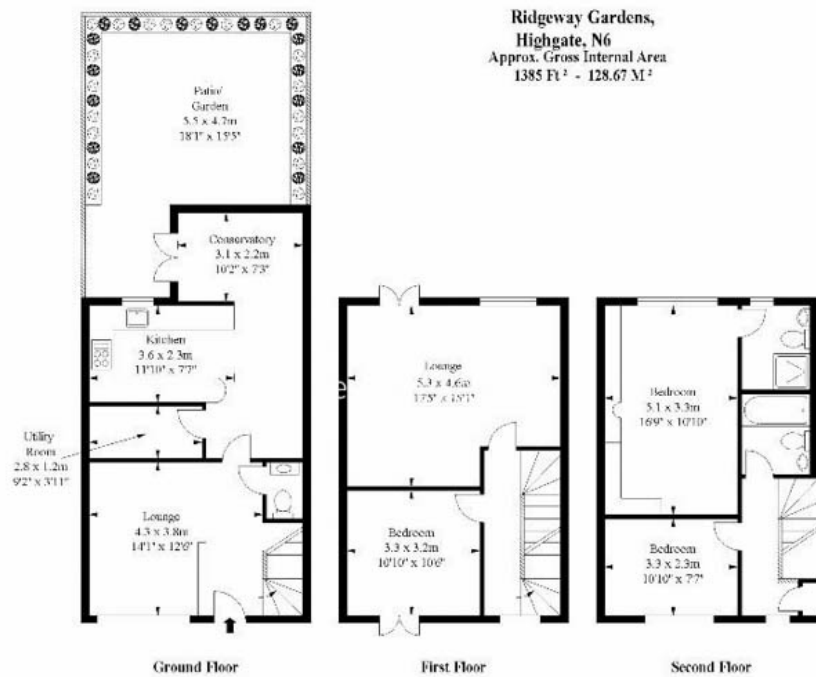 Ridgeway Gardens,
Highgate, N6
Approx. Gross Internal Area
1385 Ft ² - 128.67 M ²
Patio/
Garden
5.5 x 4.7m
18'1" x 15'5"
Conservatory
3.1 x 2.2m
10'2" x 7'3"
Kitchen
3.6 x 2.3m
11'10" x 7'7"
Utility
Room
2.8 x 1.2m
9'2" x 3'11"
Lounge
4.3 x 3.8m
14'1" x 12'6"
Ground Floor
Lounge
5.3 x 4.6m
17'5" x 15'1"
Bedroom
3.3 x 3.2m
10'10" x 10'6"
First Floor
Bedroom
5.1 x 3.3m
16'9" x 10'10"
Bedroom
3.3 x 2.3m
10'10" x 7'7"
Second Floor